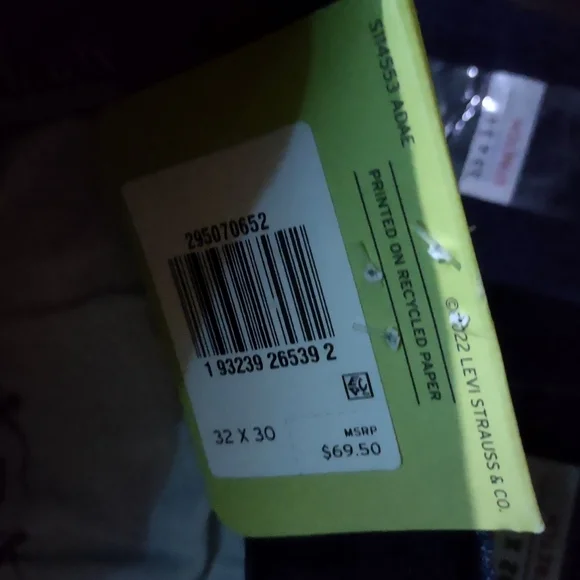 295070652
1 93239 26539 2
32 X 30
MSRP
$69.50
S114553 ADAE
PRINTED ON RECYCLED PAPER
22 LEVI STRAUSS & CO.